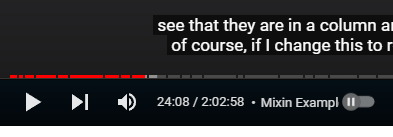 see that they are in a column
of course, if I change this to
24:08 / 2:02:58 • Mixin Exampl